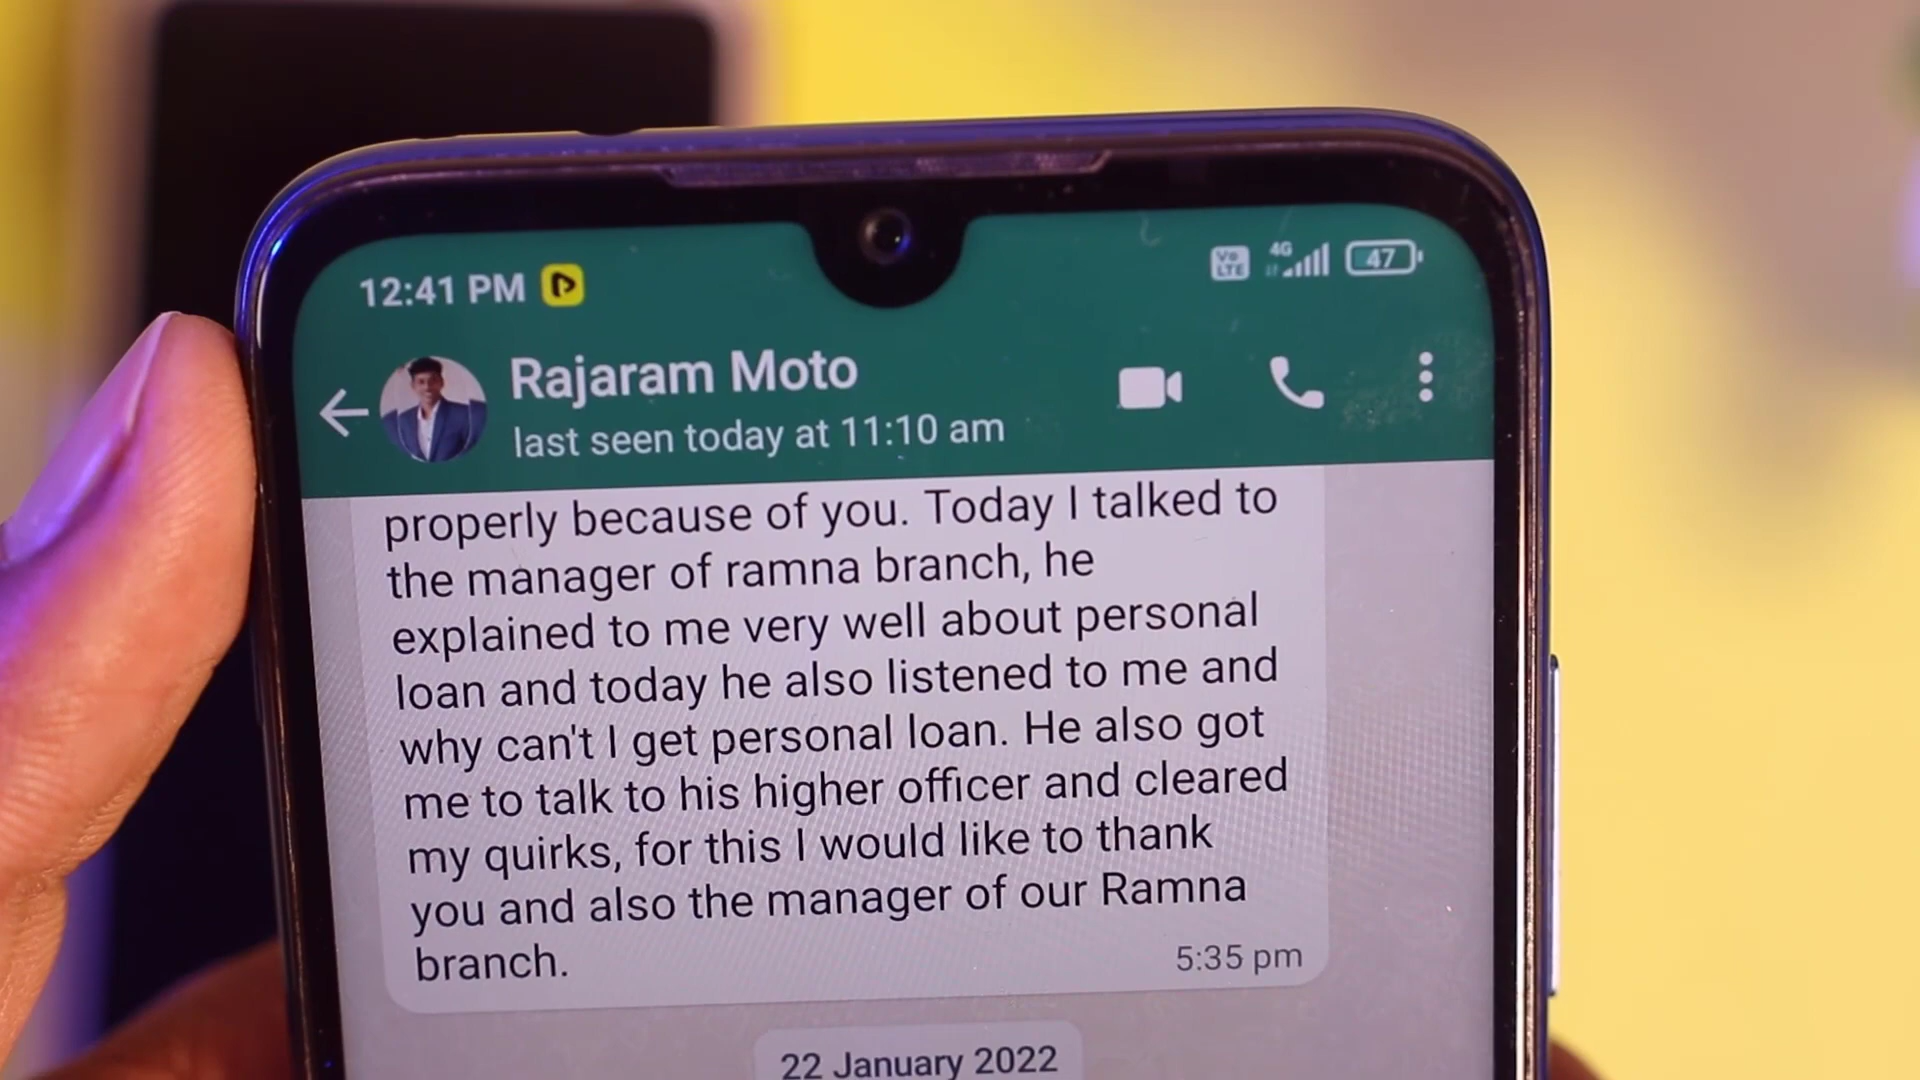 12:41 PM
Vo
LTE
4G
47
Rajaram Moto
last seen today at 11:10 am
properly because of you. Today I talked to
the manager of ramna branch, he
explained to me very well about personal
loan and today he also listened to me and
why can't I get personal loan. He also got
me to talk to his higher officer and cleared
my quirks, for this I would like to thank
you and also the manager of our Ramna
branch.
5:35 pm
22 January 2022